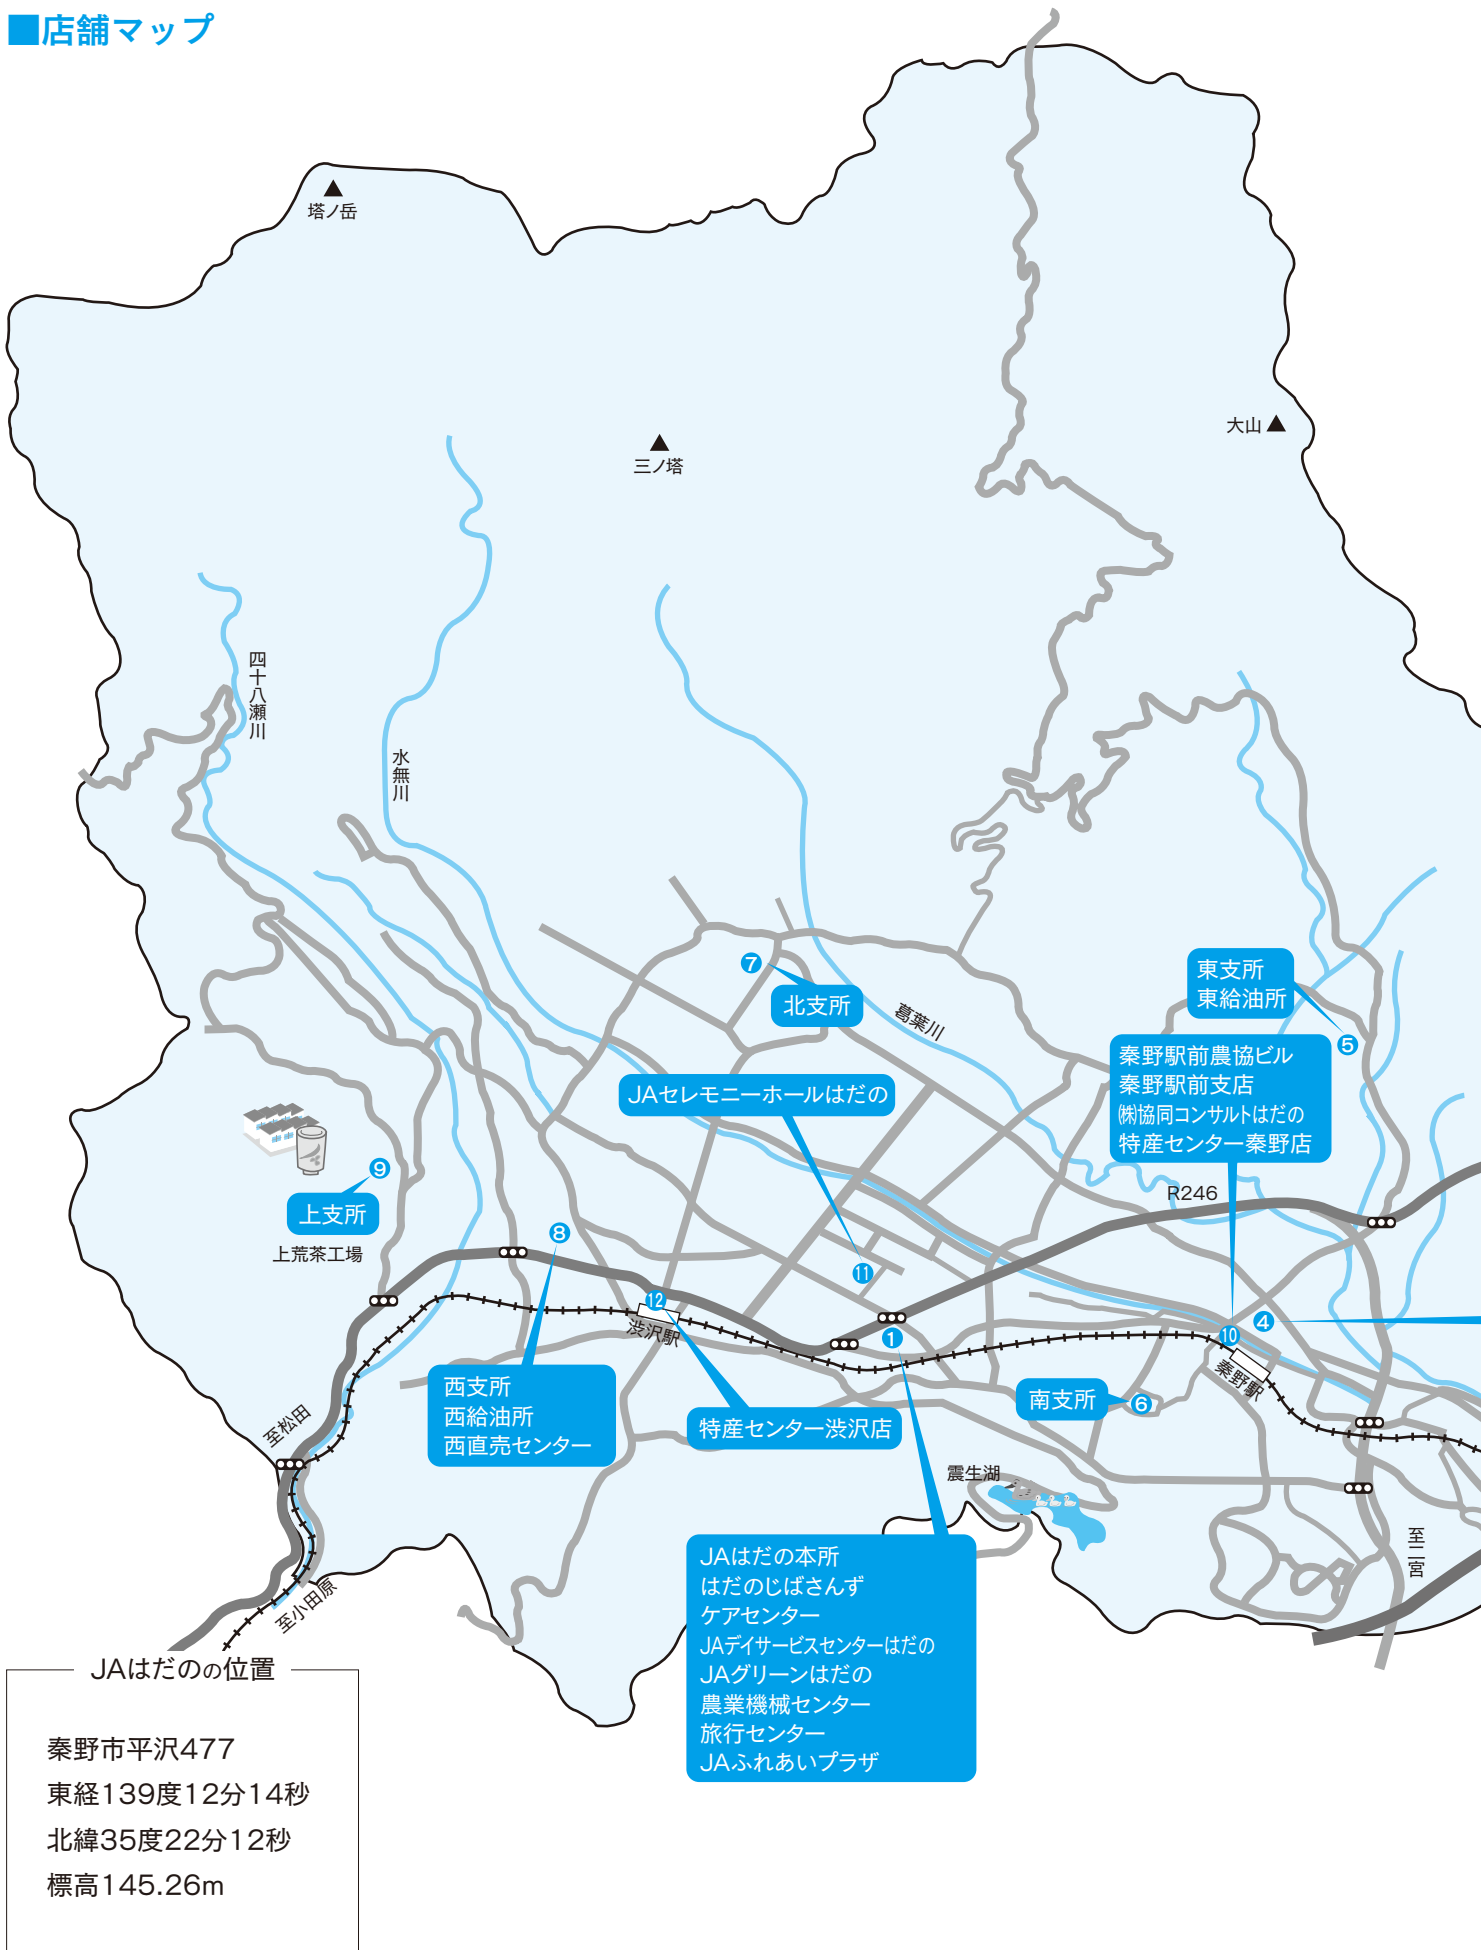 ■店舗マップ
塔ノ岳
三ノ塔
大山
四十八瀬川
水無川
葛葉川
⑦
北支所
東支所
東給油所
⑤
秦野駅前農協ビル
秦野駅前支店
㈱協同コンサルトはだの
特産センター秦野店
JAセレモニーホールはだの
R246
⑨
上支所
上荒茶工場
⑧
⑪
⑫
渋沢駅
①
⑩
④
秦野駅
西支所
西給油所
西直売センター
特産センター渋沢店
南支所
⑥
至松田
震生湖
至二宮
至小田原
JAはだの本所
はだのじばさんず
ケアセンター
JAデイサービスセンターはだの
JAグリーンはだの
農業機械センター
旅行センター
JAふれあいプラザ
JAはだのの位置
秦野市平沢477
東経139度12分14秒
北緯35度22分12秒
標高145.26m